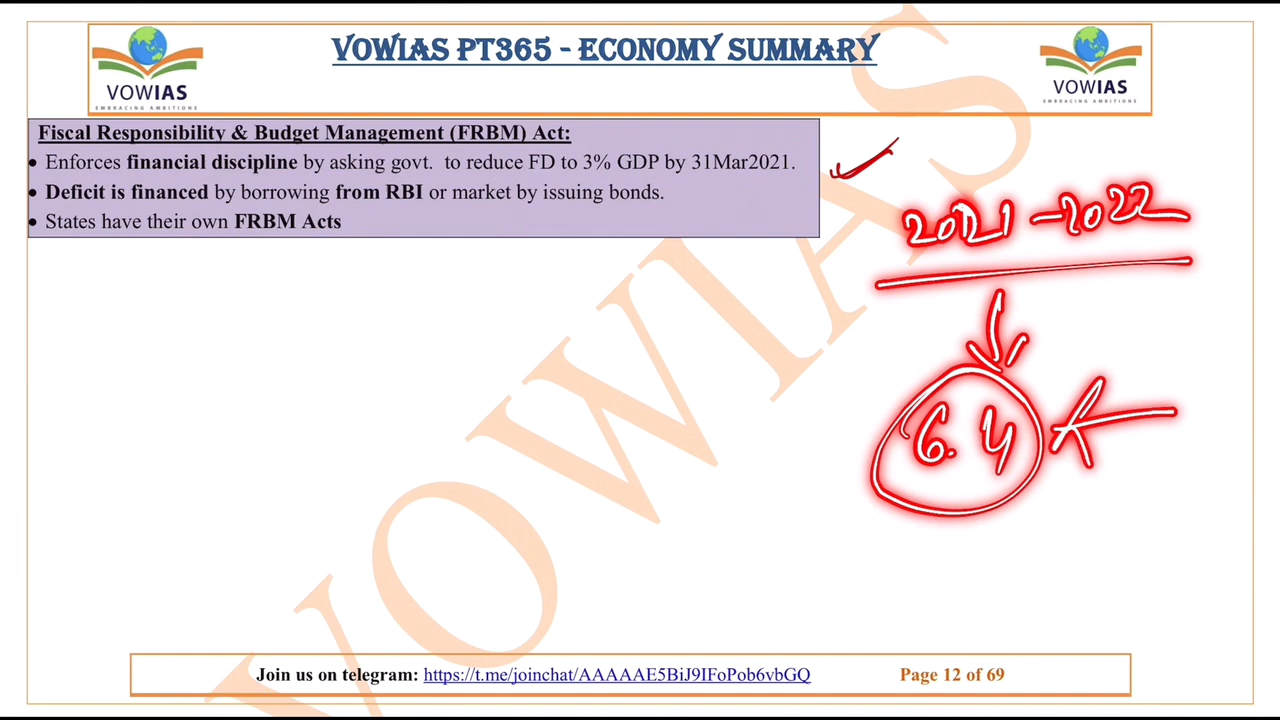 VOWIAS PT365 - ECONOMY SUMMARY
VOWIAS
EMBRACING AMBITIONS
VOWIAS
EMBRACING AMBITIONS
Fiscal Responsibility & Budget Management (FRBM) Act:
• Enforces financial discipline by asking govt. to reduce FD to 3% GDP by 31Mar2021.
• Deficit is financed by borrowing from RBI or market by issuing bonds.
• States have their own FRBM Acts
2021-2022
6.4
VOWIAS
Join us on telegram: https://t.me/joinchat/AAAAAE5BiJ9IFoPob6vbGQ
Page 12 of 69